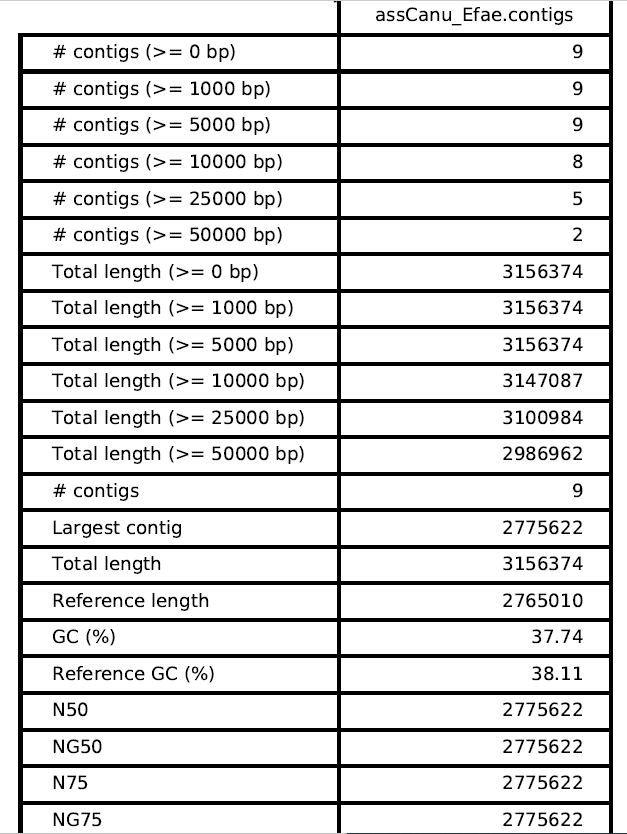 assCanu_Efae.contigs
# contigs (>= 0 bp) 9
# contigs (>= 1000 bp) 9
# contigs (>= 5000 bp) 9
# contigs (>= 10000 bp) 8
# contigs (>= 25000 bp) 5
# contigs (>= 50000 bp) 2
Total length (>= 0 bp) 3156374
Total length (>= 1000 bp) 3156374
Total length (>= 5000 bp) 3156374
Total length (>= 10000 bp) 3147087
Total length (>= 25000 bp) 3100984
Total length (>= 50000 bp) 2986962
# contigs 9
Largest contig 2775622
Total length 3156374
Reference length 2765010
GC (%) 37.74
Reference GC (%) 38.11
N50 2775622
NG50 2775622
N75 2775622
NG75 2775622